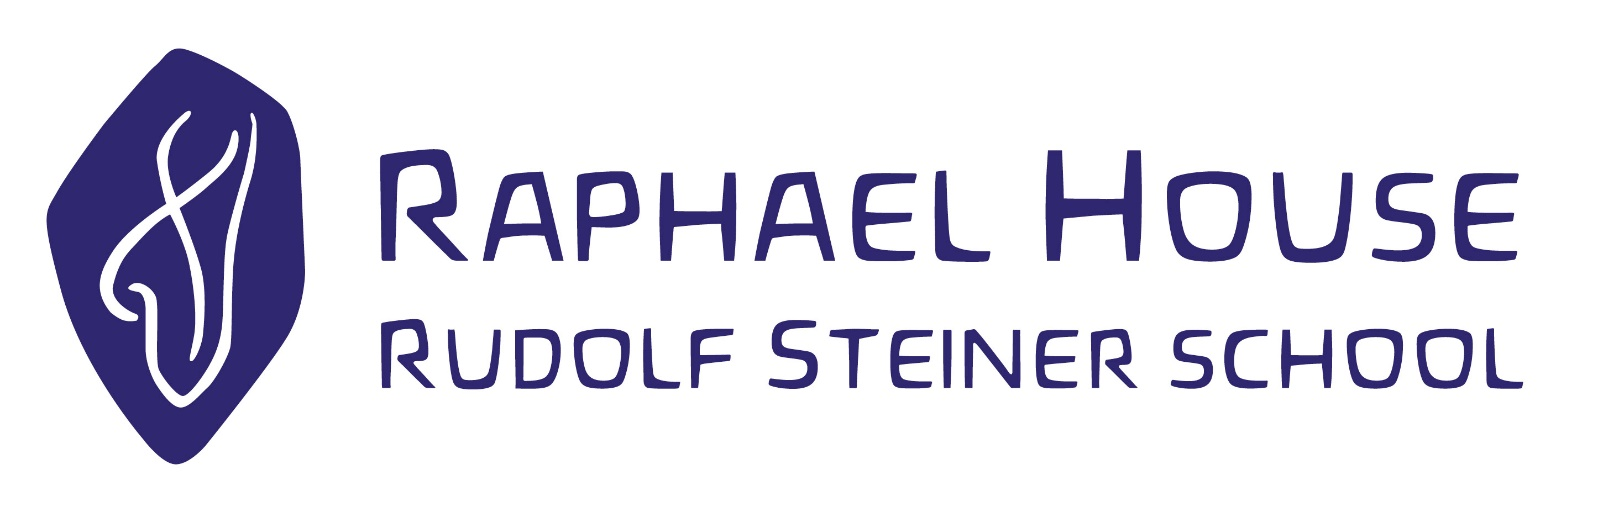 RAPHAEL HOUSE
RUDOLF STEINER SCHOOL